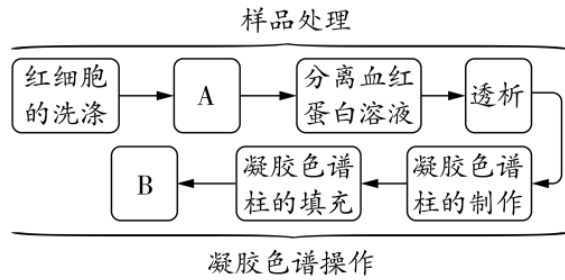 样品处理
红细胞
的洗涤
A
分离血红
蛋白溶液
透析
B
凝胶色谱
柱的填充
凝胶色谱
柱的制作
凝胶色谱操作